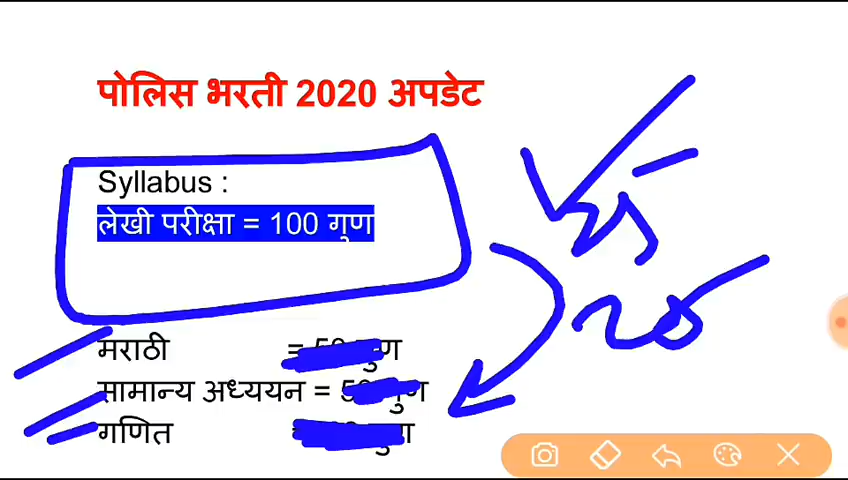 पोलिस भरती 2020 अपडेट
Syllabus :
लेखी परीक्षा = 100 गुण
मराठी = गुण
सामान्य अध्ययन = गुण
गणित